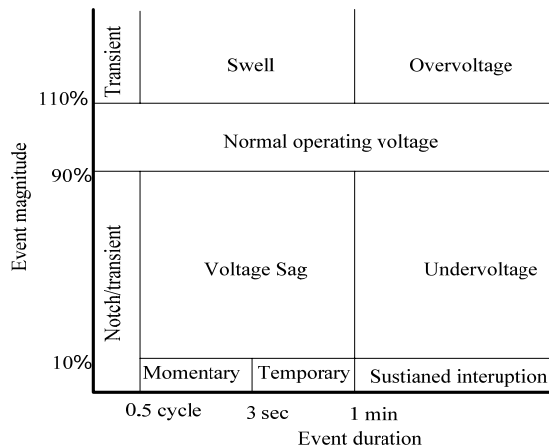 Transient
Swell
Overvoltage
110%
Normal operating voltage
90%
Event magnitude
Notch/transient
Voltage Sag
Undervoltage
10%
Momentary
Temporary
Sustianed interuption
0.5 cycle
3 sec
1 min
Event duration